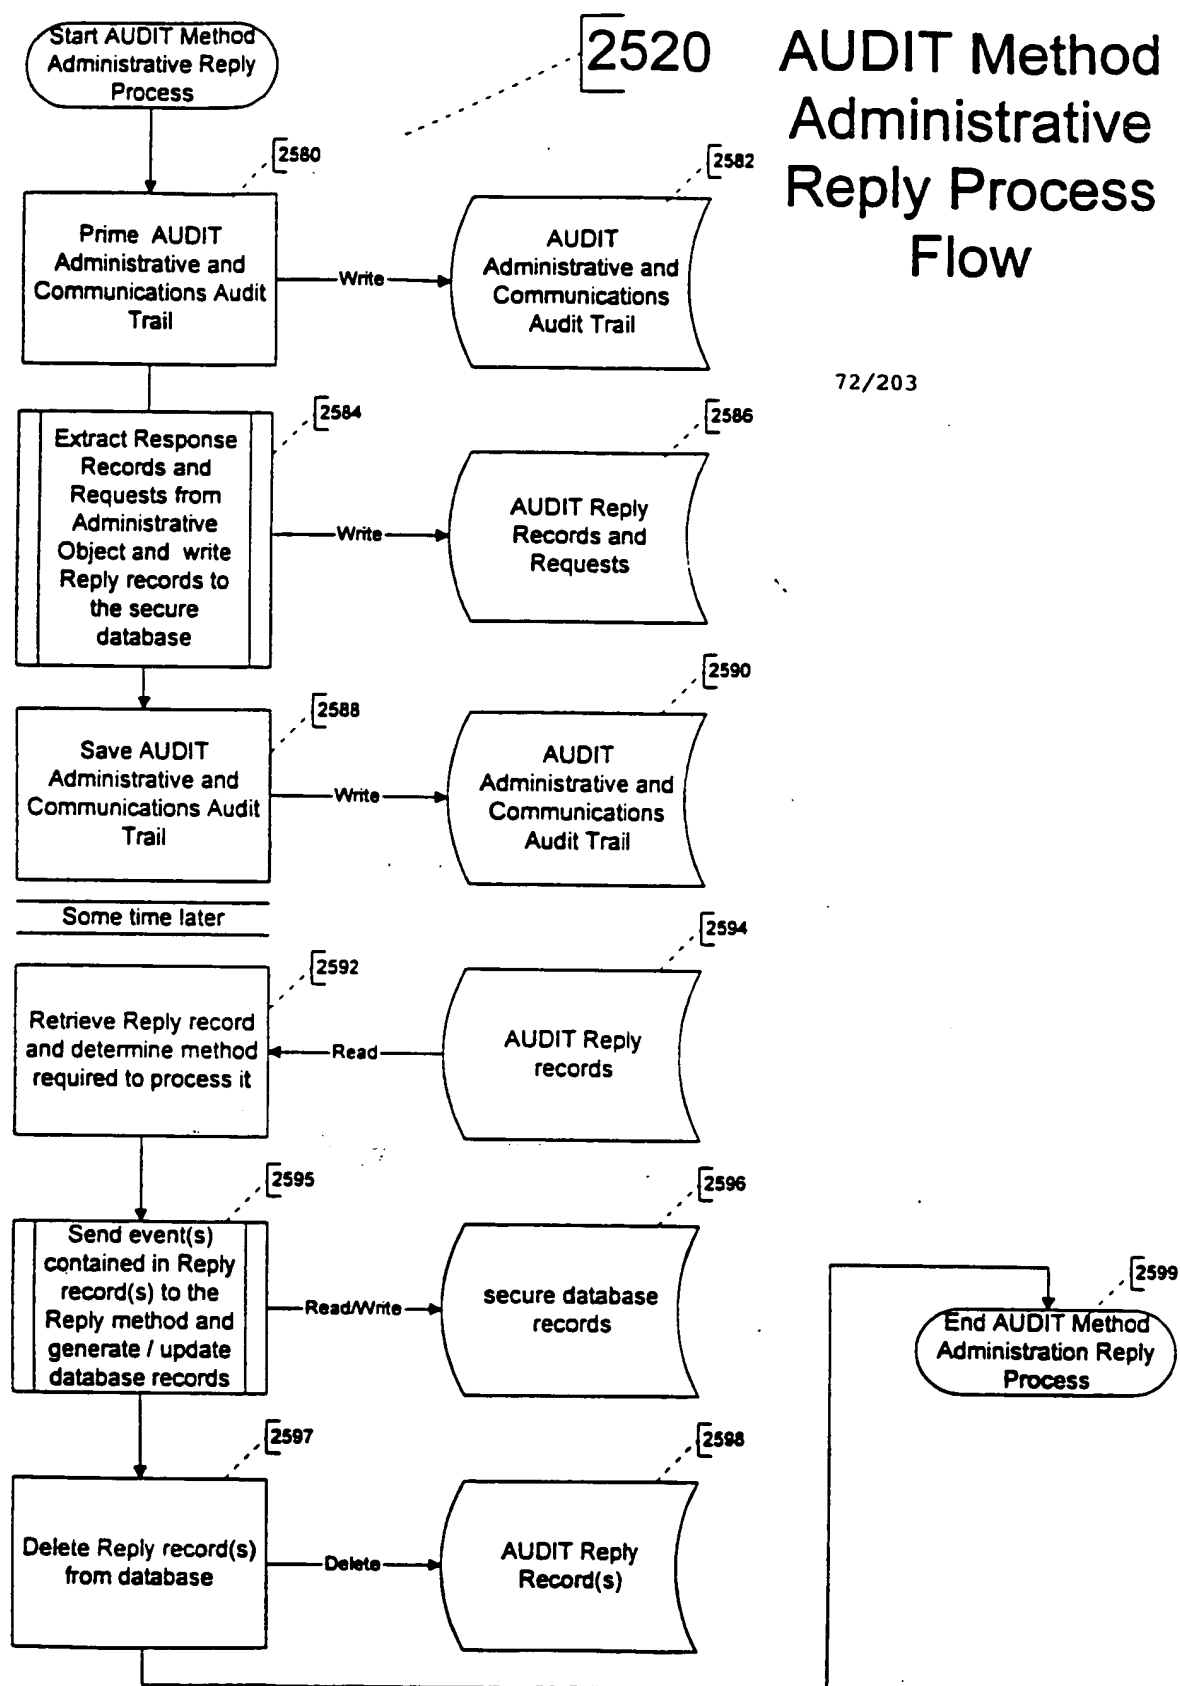 Start AUDIT Method
Administrative Reply
Process
2520
AUDIT Method
Administrative
Reply Process
Flow
72/203
2580
Prime AUDIT
Administrative and
Communications Audit
Trail
Write
2582
AUDIT
Administrative and
Communications
Audit Trail
2584
Extract Response
Records and
Requests from
Administrative
Object and write
Reply records to
the secure
database
Write
2586
AUDIT Reply
Records and
Requests
2588
Save AUDIT
Administrative and
Communications Audit
Trail
Write
2590
AUDIT
Administrative and
Communications
Audit Trail
Some time later
2592
Retrieve Reply record
and determine method
required to process it
Read
2594
AUDIT Reply
records
2595
Send event(s)
contained in Reply
record(s) to the
Reply method and
generate / update
database records
Read/Write
2596
secure database
records
2597
Delete Reply record(s)
from database
Delete
2598
AUDIT Reply
Record(s)
2599
End AUDIT Method
Administration Reply
Process